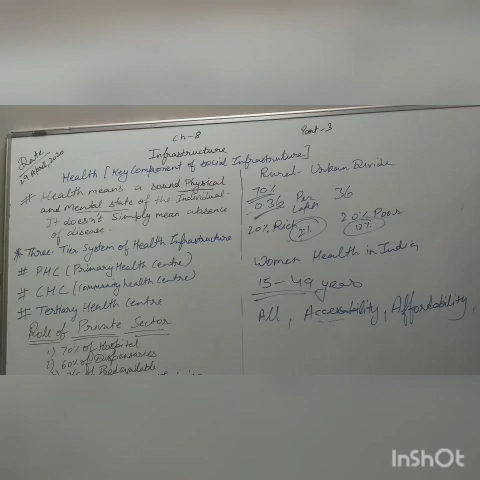 Date
29 April, 2020
Ch-8
Part-3
Infrastructure
Health [Key Component of Social Infrastructure]
# Health means a sound Physical
and Mental state of the Individual.
It doesn't Simply mean absence
of disease.
* Three-Tier System of Health Infrastructure
# PHC (Primary Health Centre)
# CHC (Community health Centre)
# Tertiary Health Centre
Role of Private Sector
1) 70% of Hospital
2) 60% of Dispensaries
Rural - Urban Divide
70%
0.36 Per 36
Lakh
20% Rich 1% 20% Poor
12%
Women Health in India
15-49 years
All, Accessability, Affordability,
InShOt